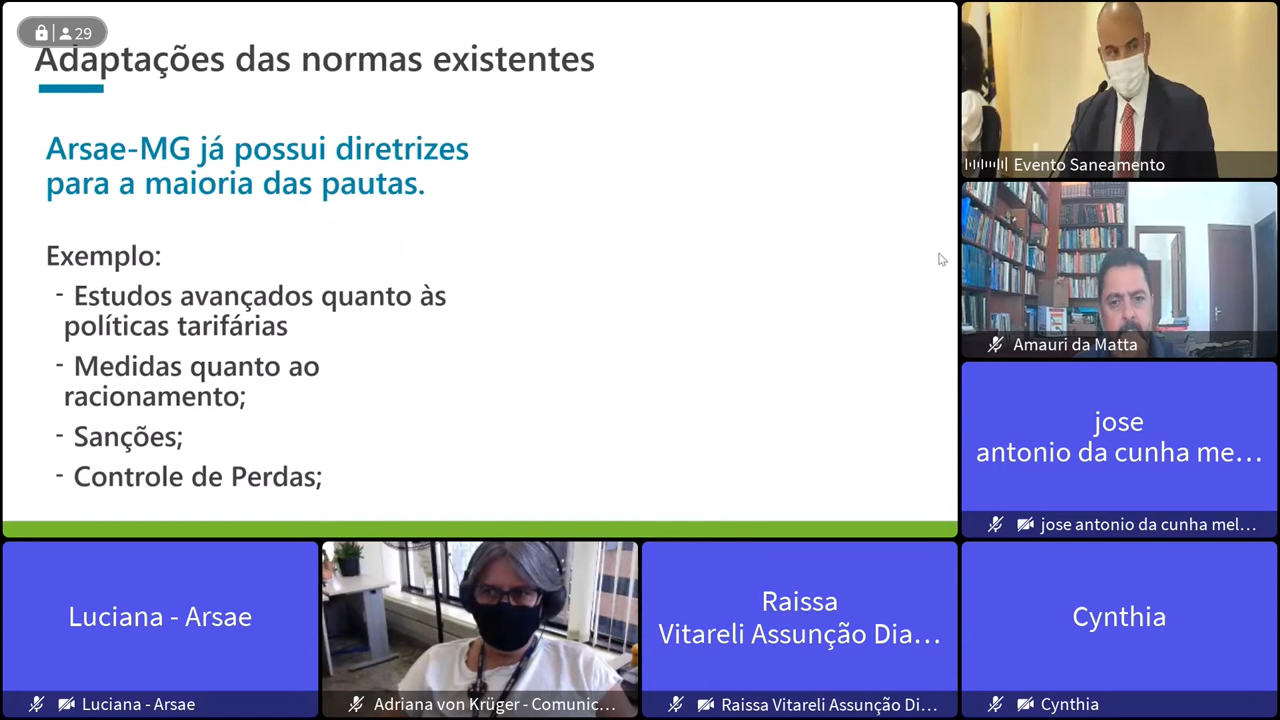 29
Adaptações das normas existentes
Arsae-MG já possui diretrizes
para a maioria das pautas.
Exemplo:
- Estudos avançados quanto às
políticas tarifárias
- Medidas quanto ao
racionamento;
- Sanções;
- Controle de Perdas;
Evento Saneamento
Amauri da Matta
jose
antonio da cunha me...
jose antonio da cunha mel...
Luciana - Arsae
Luciana - Arsae
Adriana von Krüger - Comunic...
Raissa
Vitareli Assunção Dia...
Raissa Vitareli Assunção Di...
Cynthia
Cynthia